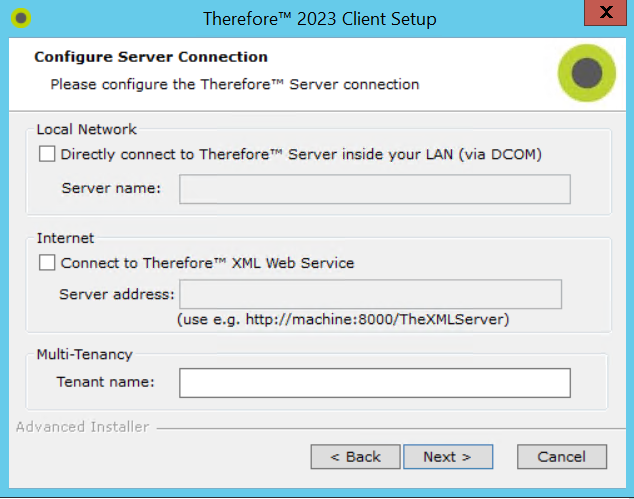 Therefore™ 2023 Client Setup
x
Configure Server Connection
Please configure the Therefore™ Server connection
Local Network
Directly connect to Therefore™ Server inside your LAN (via DCOM)
Server name:
Internet
Connect to Therefore™ XML Web Service
Server address:
(use e.g. http://machine:8000/TheXMLServer)
Multi-Tenancy
Tenant name:
Advanced Installer
< Back Next > Cancel